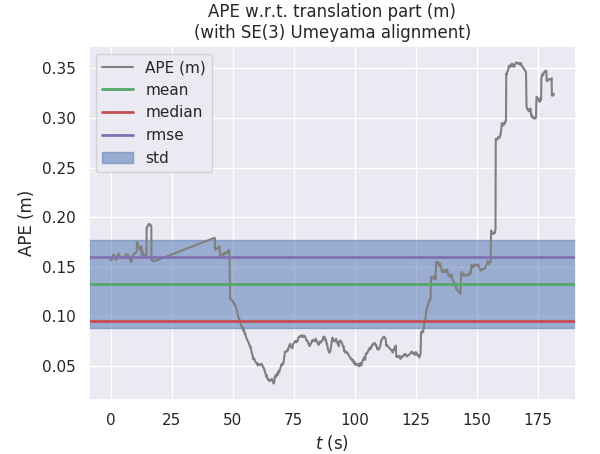 APE w.r.t. translation part (m)
(with SE(3) Umeyama alignment)
APE (m)
mean
median
rmse
std
APE (m)
0.35
0.30
0.25
0.20
0.15
0.10
0.05
0 25 50 75 100 125 150 175
t (s)